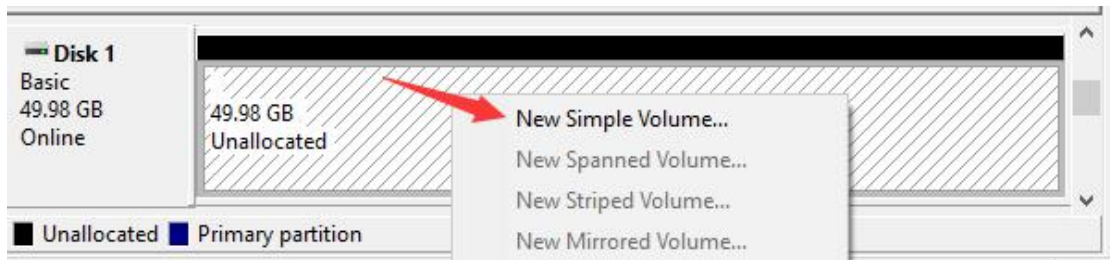 Disk 1
Basic
49.98 GB
Online
49.98 GB
Unallocated
New Simple Volume...
New Spanned Volume...
New Striped Volume...
New Mirrored Volume...
Unallocated Primary partition